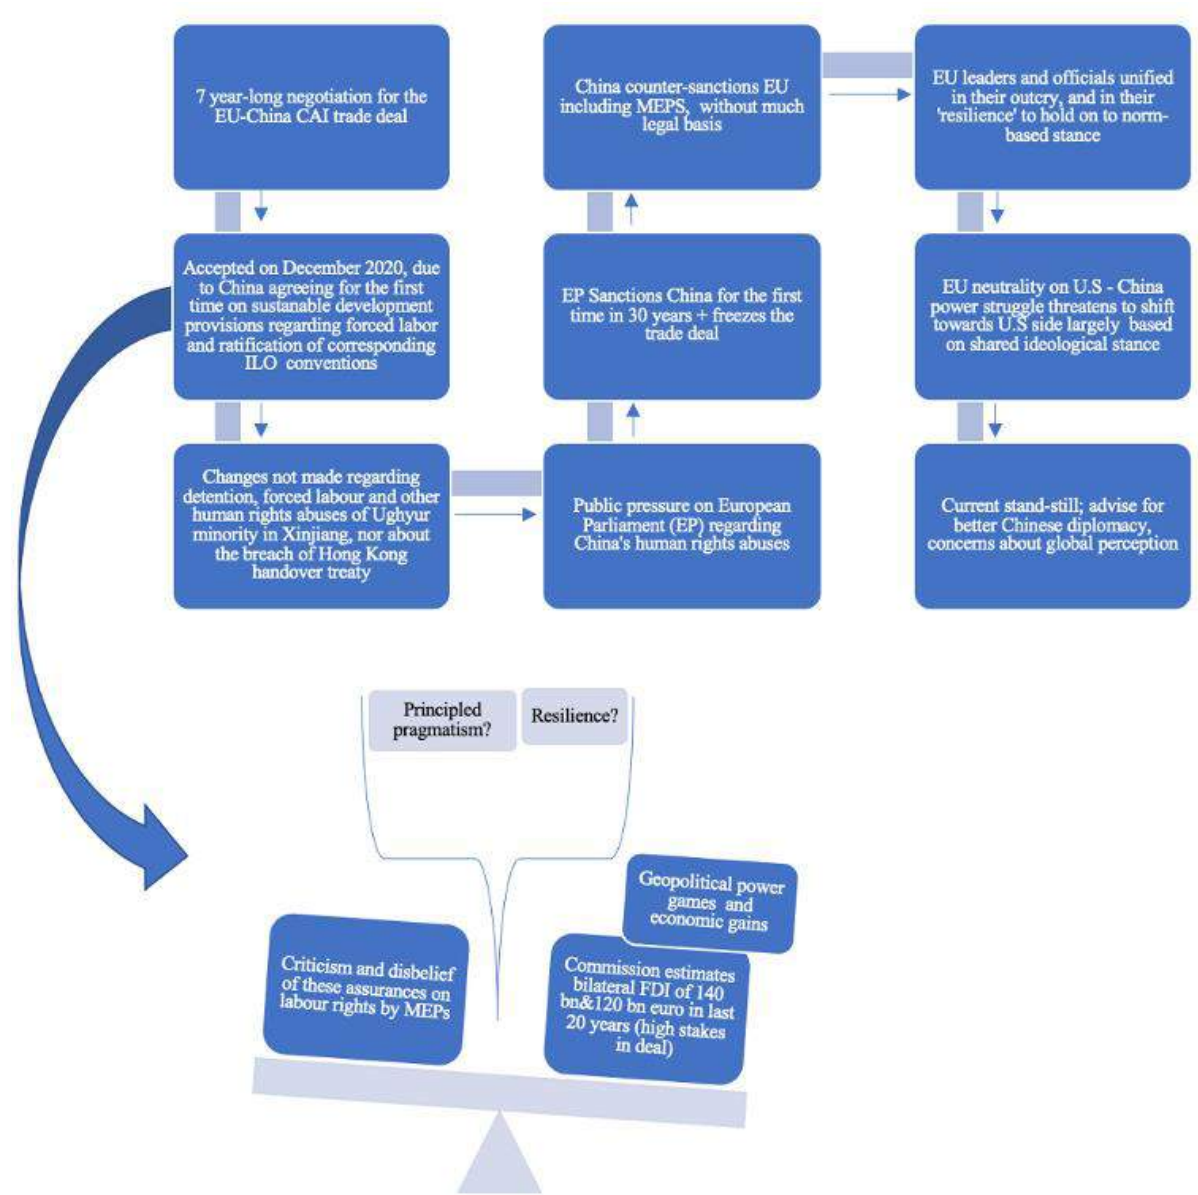 7 year-long negotiation for the
EU-China CAI trade deal
Accepted on December 2020, due
to China agreeing for the first
time on sustanable development
provisions regarding forced labor
and ratification of corresponding
ILO conventions
Changes not made regarding
detention, forced labour and other
human rights abuses of Ughyur
minority in Xinjiang, nor about
the breach of Hong Kong
handover treaty
Public pressure on European
Parliament (EP) regarding
China's human rights abuses
EP Sanctions China for the first
time in 30 years + freezes the
trade deal
China counter-sanctions EU
including MEPS, without much
legal basis
EU leaders and officials unified
in their outcry, and in their
'resilience' to hold on to norm-
based stance
EU neutrality on U.S - China
power struggle threatens to shift
towards U.S side largely based
on shared ideological stance
Current stand-still; advise for
better Chinese diplomacy,
concerns about global perception
Principled
pragmatism?
Resilience?
Criticism and disbelief
of these assurances on
labour rights by MEPs
Geopolitical power
games and
economic gains
Commission estimates
bilateral FDI of 140
bn&120 bn euro in last
20 years (high stakes
in deal)